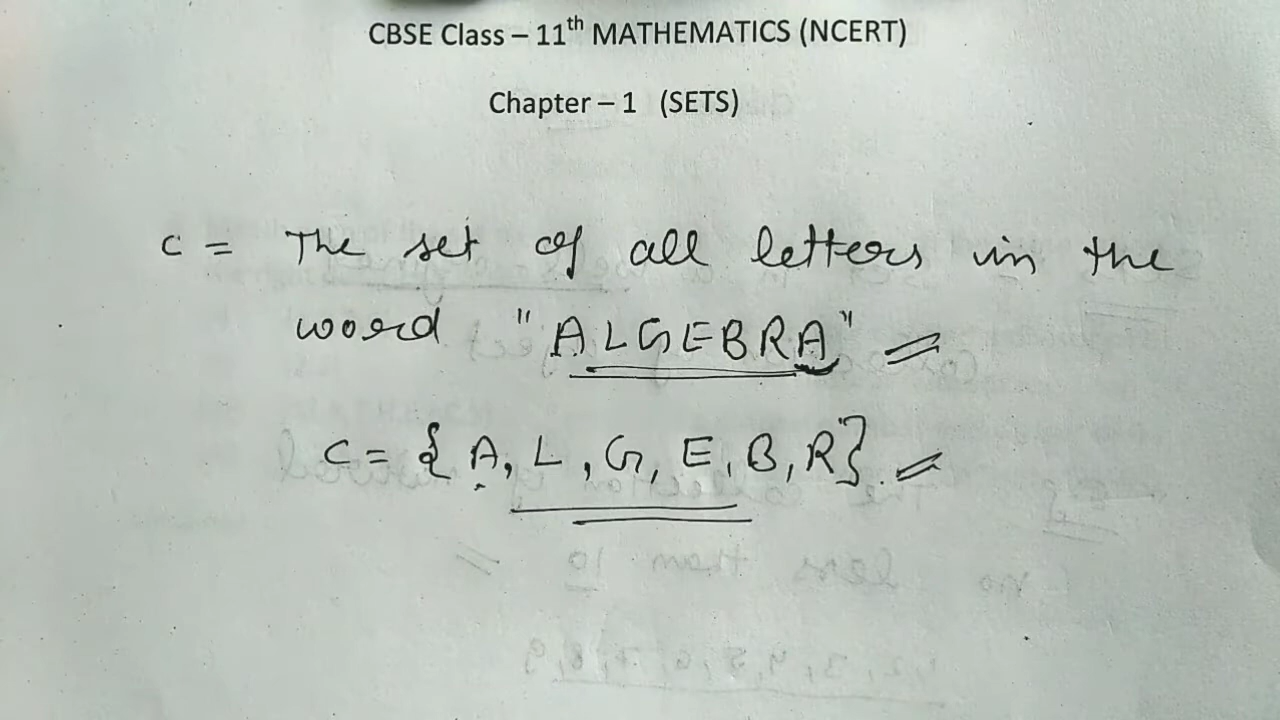 CBSE Class – 11th MATHEMATICS (NCERT)
Chapter – 1 (SETS)
C = The set of all letters in the
word "ALGEBRA"
C = { A, L, G, E, B, R}.